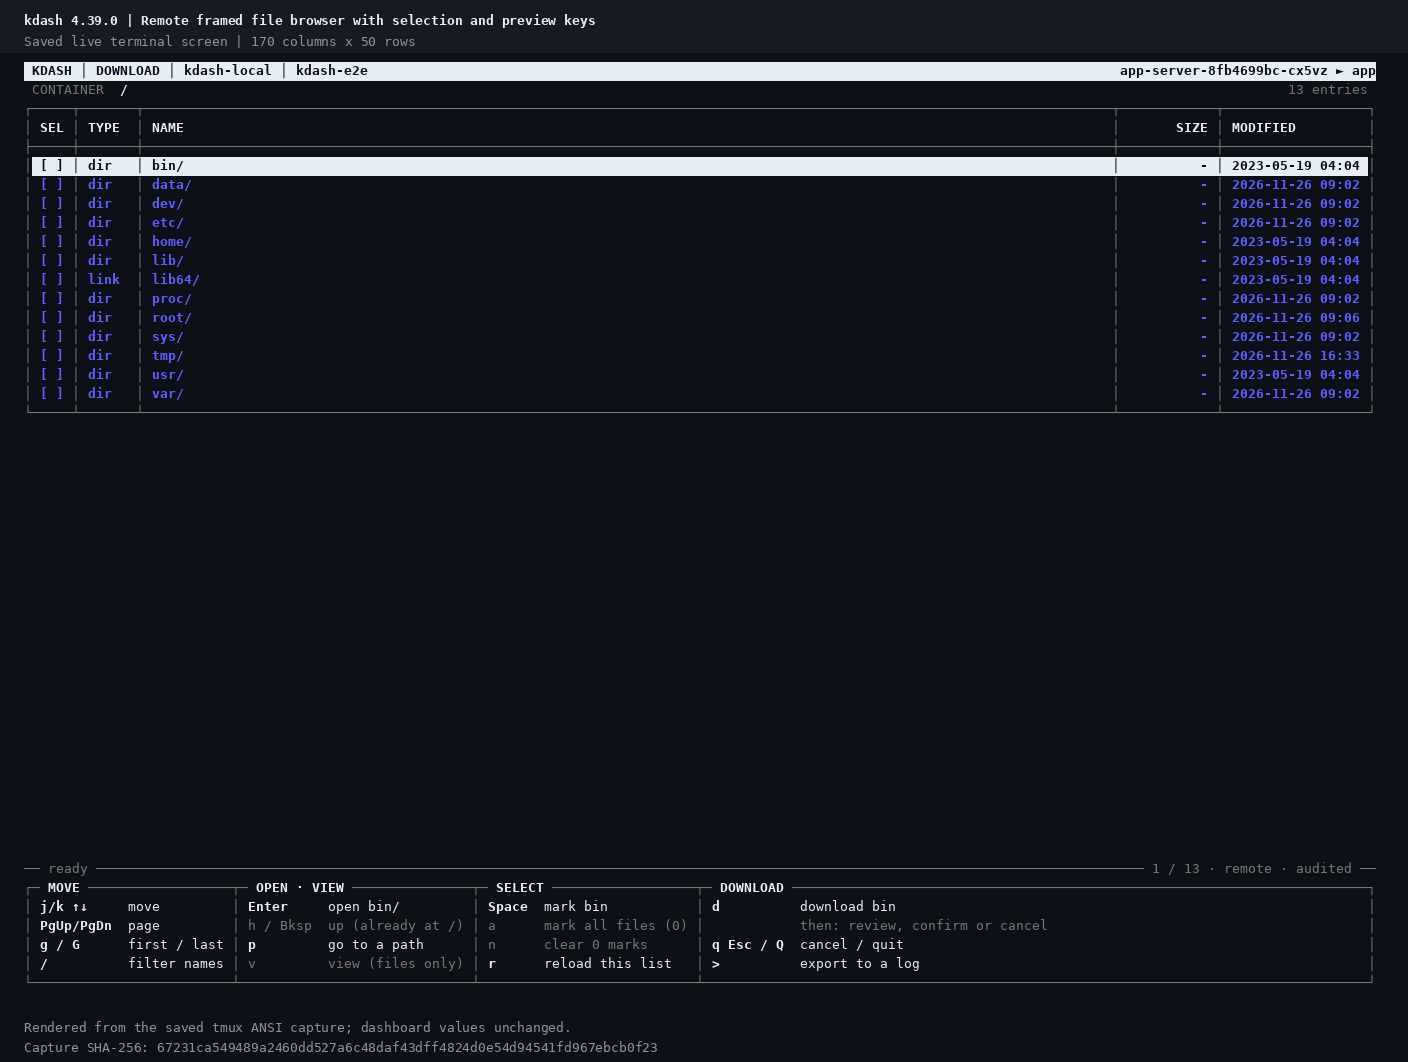 kdash 4.39.0 | Remote framed file browser with selection and preview keys
Saved live terminal screen | 170 columns x 50 rows
KDASH │ DOWNLOAD │ kdash-local │ kdash-e2e app-server-8fb4699bc-cx5vz ► app
CONTAINER / 13 entries
│ SEL │ TYPE │ NAME │ SIZE │ MODIFIED │
│ [ ] │ dir │ bin/ │ - │ 2023-05-19 04:04 │
│ [ ] │ dir │ data/ │ - │ 2026-11-26 09:02 │
│ [ ] │ dir │ dev/ │ - │ 2026-11-26 09:02 │
│ [ ] │ dir │ etc/ │ - │ 2026-11-26 09:02 │
│ [ ] │ dir │ home/ │ - │ 2023-05-19 04:04 │
│ [ ] │ dir │ lib/ │ - │ 2023-05-19 04:04 │
│ [ ] │ link │ lib64/ │ - │ 2023-05-19 04:04 │
│ [ ] │ dir │ proc/ │ - │ 2026-11-26 09:02 │
│ [ ] │ dir │ root/ │ - │ 2026-11-26 09:06 │
│ [ ] │ dir │ sys/ │ - │ 2026-11-26 09:02 │
│ [ ] │ dir │ tmp/ │ - │ 2026-11-26 16:33 │
│ [ ] │ dir │ usr/ │ - │ 2023-05-19 04:04 │
│ [ ] │ dir │ var/ │ - │ 2026-11-26 09:02 │
ready 1 / 13 · remote · audited
MOVE OPEN · VIEW SELECT DOWNLOAD
│ j/k ↑↓ move │ Enter open bin/ │ Space mark bin │ d download bin │
│ PgUp/PgDn page │ h / Bksp up (already at /) │ a mark all files (0) │ then: review, confirm or cancel │
│ g / G first / last │ p go to a path │ n clear 0 marks │ q Esc / Q cancel / quit │
│ / filter names │ v view (files only) │ r reload this list │ > export to a log │
Rendered from the saved tmux ANSI capture; dashboard values unchanged.
Capture SHA-256: 67231ca549489a2460dd527a6c48daf43dff4824d0e54d94541fd967ebcb0f23